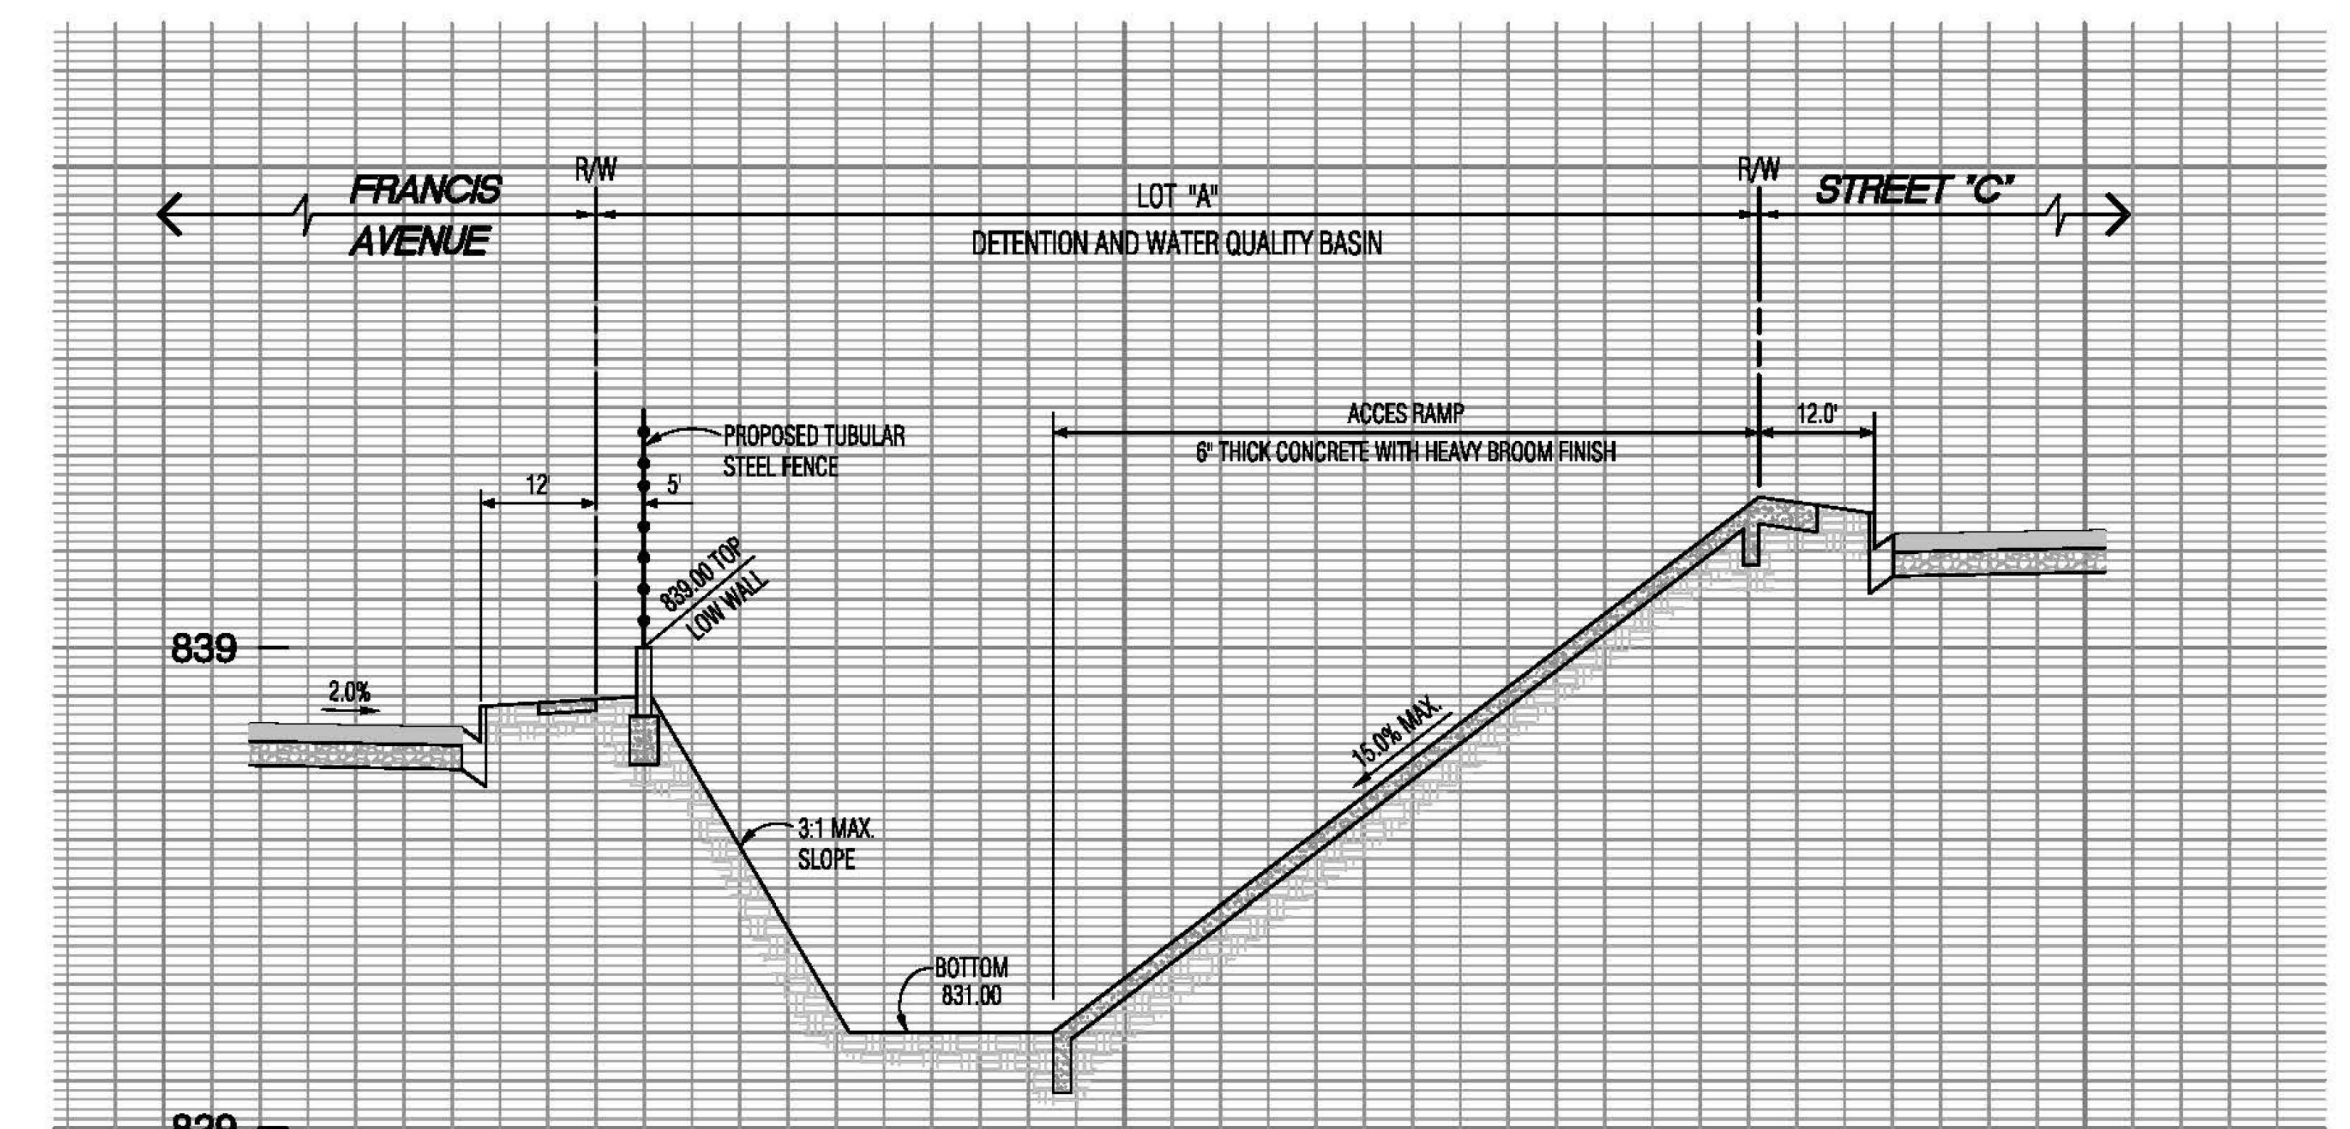 R/W
R/W
FRANCIS
AVENUE
LOT "A"
DETENTION AND WATER QUALITY BASIN
STREET "C"
ACCES RAMP
6" THICK CONCRETE WITH HEAVY BROOM FINISH
12.0'
PROPOSED TUBULAR
STEEL FENCE
12'
5'
839.00 TOP
LOW WALL
839
2.0%
15.0% MAX.
3:1 MAX.
SLOPE
BOTTOM
831.00